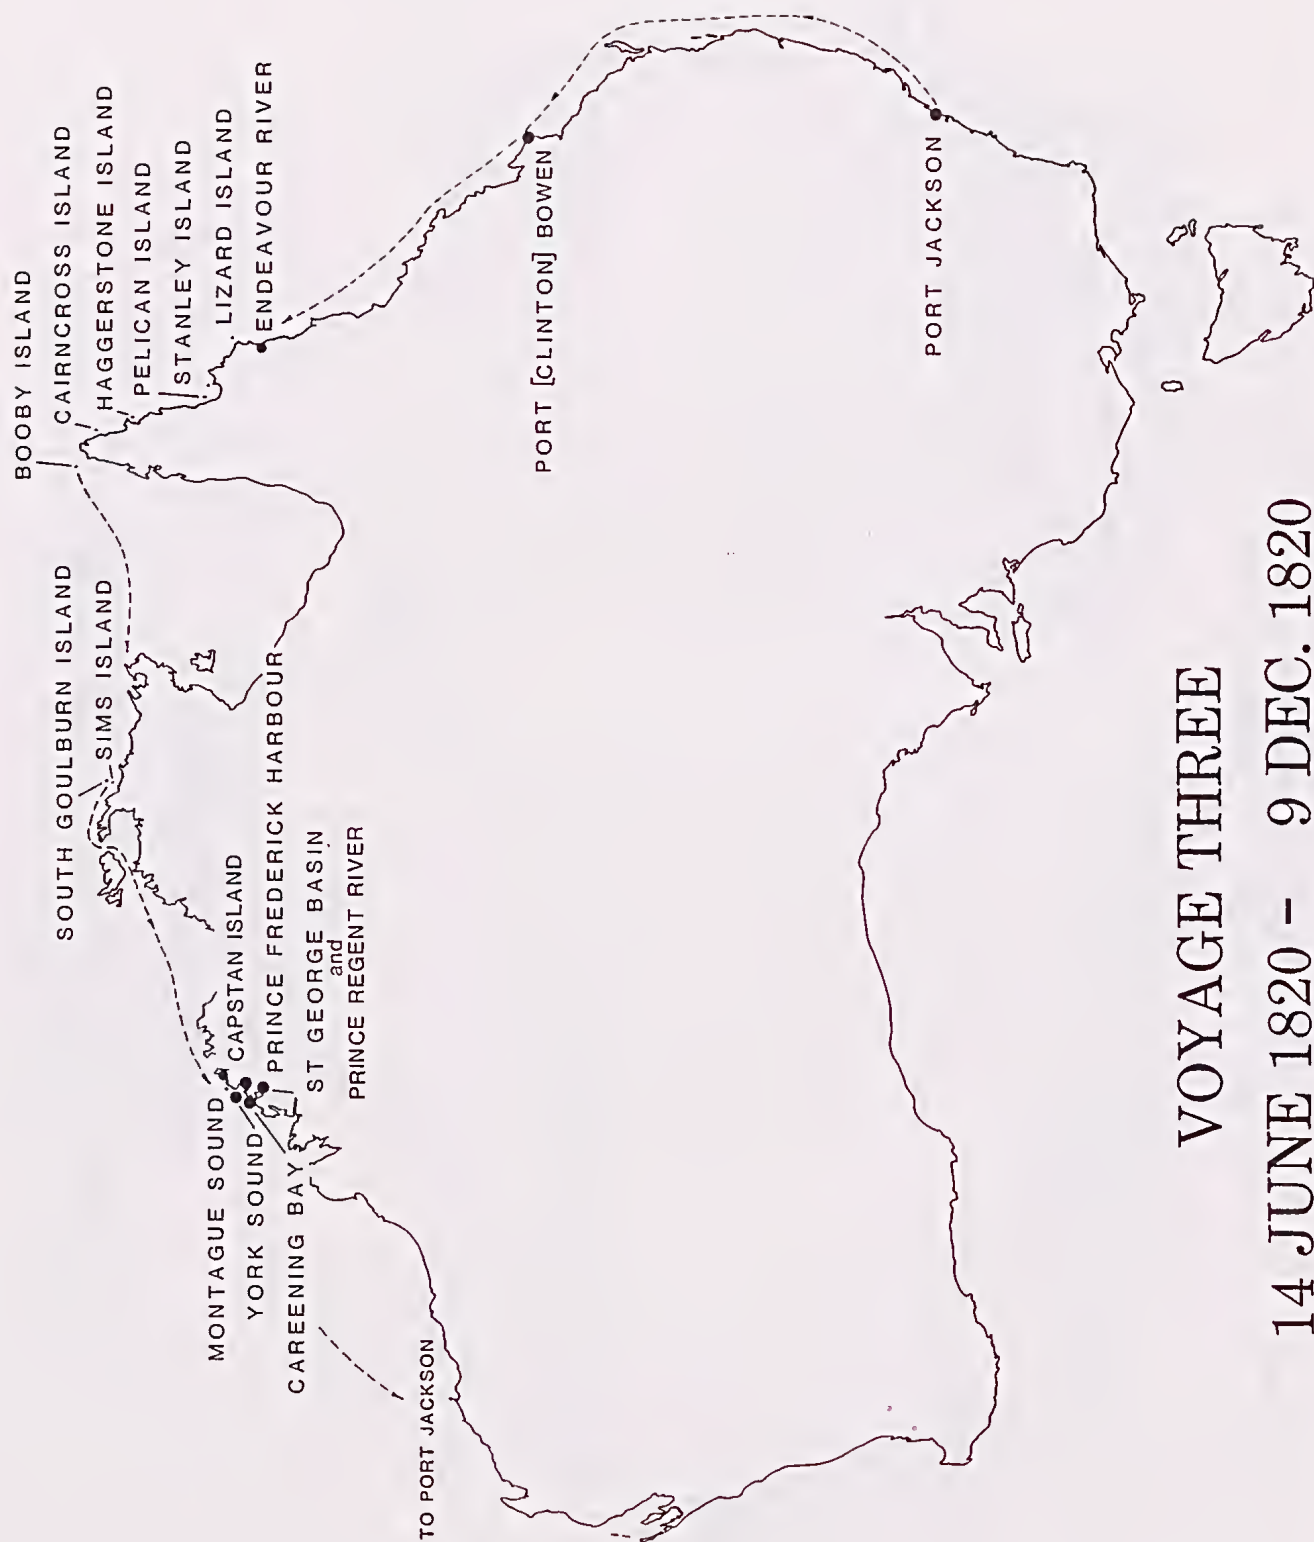 BOOBY ISLAND
CAIRNCROSS ISLAND
HAGGERSTONE ISLAND
PELICAN ISLAND
STANLEY ISLAND
LIZARD ISLAND
ENDEAVOUR RIVER
SOUTH GOULBURN ISLAND
SIMS ISLAND
CAPSTAN ISLAND
PRINCE FREDERICK HARBOUR
ST GEORGE BASIN
and
PRINCE REGENT RIVER
MONTAGUE SOUND
YORK SOUND
CAREENING BAY
TO PORT JACKSON
PORT [CLINTON] BOWEN
PORT JACKSON
VOYAGE THREE
14 JUNE 1820 - 9 DEC. 1820